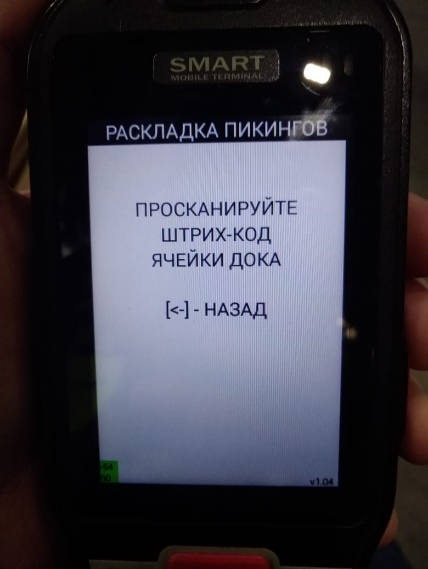 SMART
MOBILE TERMINAL
РАСКЛАДКА ПИКИНГОВ
ПРОСКАНИРУЙТЕ
ШТРИХ-КОД
ЯЧЕЙКИ ДОКА
[<-] - НАЗАД
v1.04